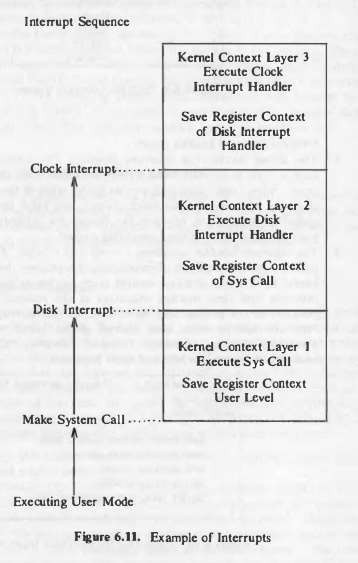 Interrupt Sequence
Kernel Context Layer 3
Execute Clock
Interrupt Handler
Save Register Context
of Disk Interrupt
Handler
Clock Interrupt
Kernel Context Layer 2
Execute Disk
Interrupt Handler
Save Register Context
of Sys Call
Disk Interrupt
Kernel Context Layer 1
Execute Sys Call
Save Register Context
User Level
Make System Call
Executing User Mode
Figure 6.11. Example of Interrupts